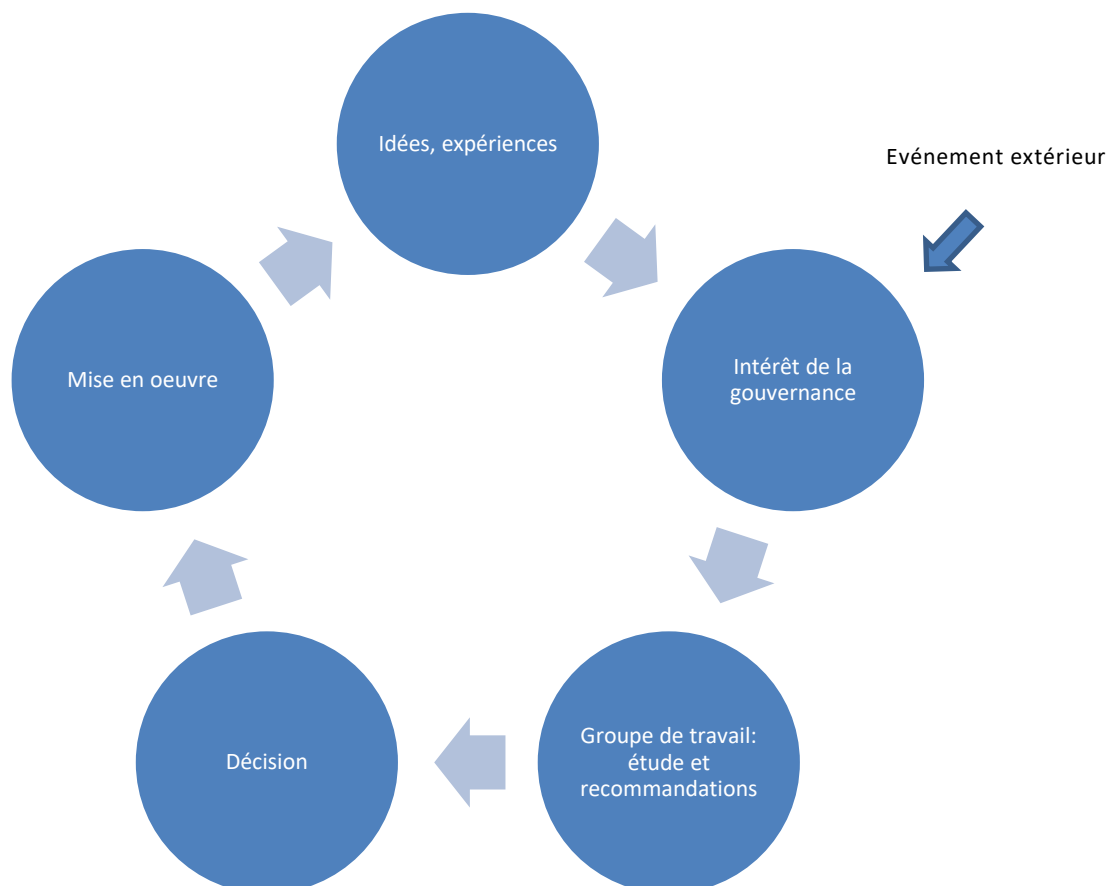 Idées, expériences
Evénement extérieur
Intérêt de la
gouvernance
Groupe de travail:
étude et
recommandations
Décision
Mise en oeuvre